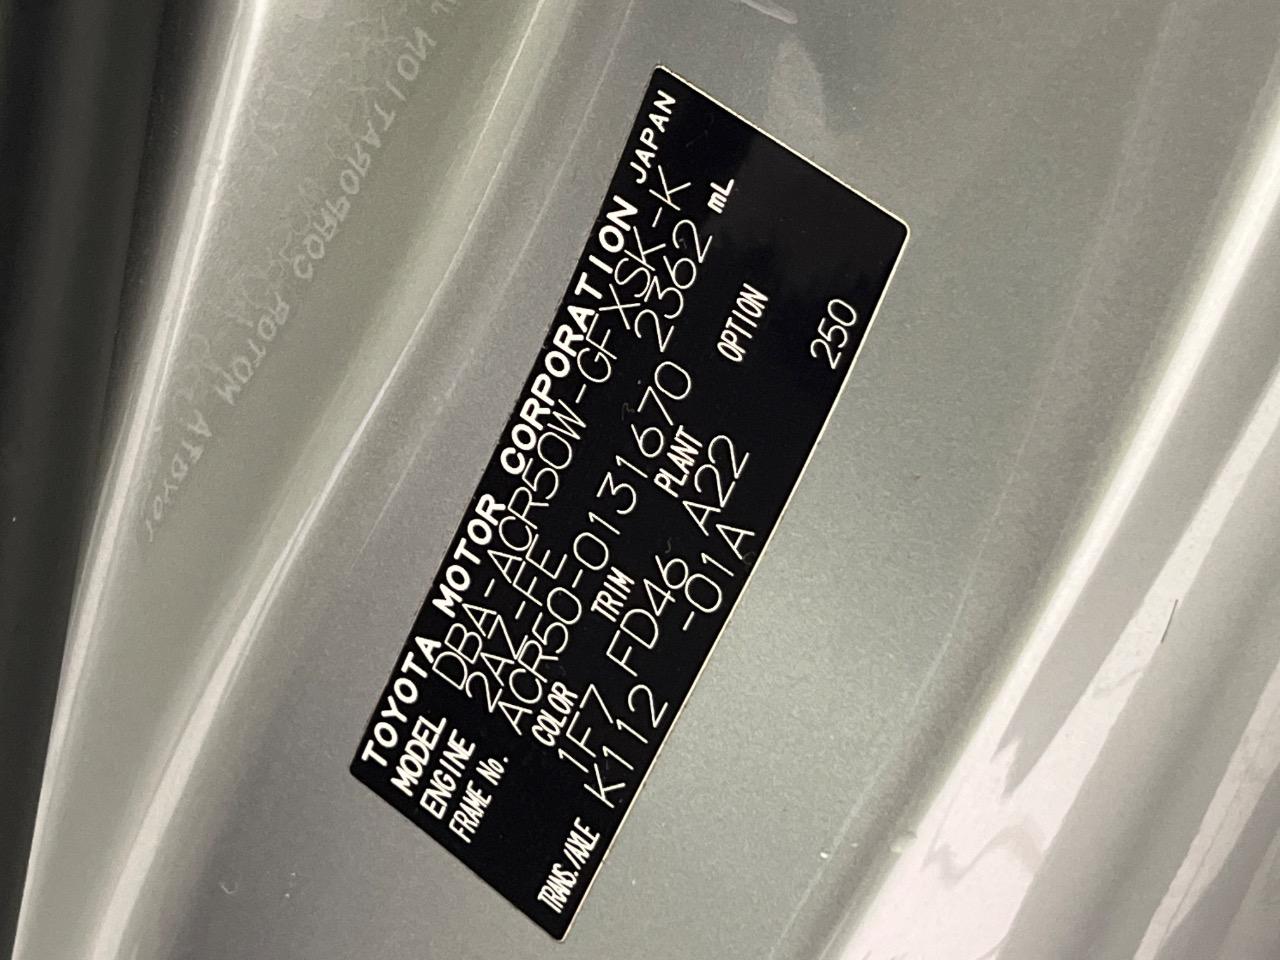 TOYOTA MOTOR CORPORATION JAPAN
MODEL DBA-ACR50W-GFXSK-K
ENGINE 2AZ-FE 2362 mL
FRAME No. ACR50-0131670
COLOR TRIM PLANT OPTION
1F7 FD46 A22 250
TRANS./AXLE K112 -01A